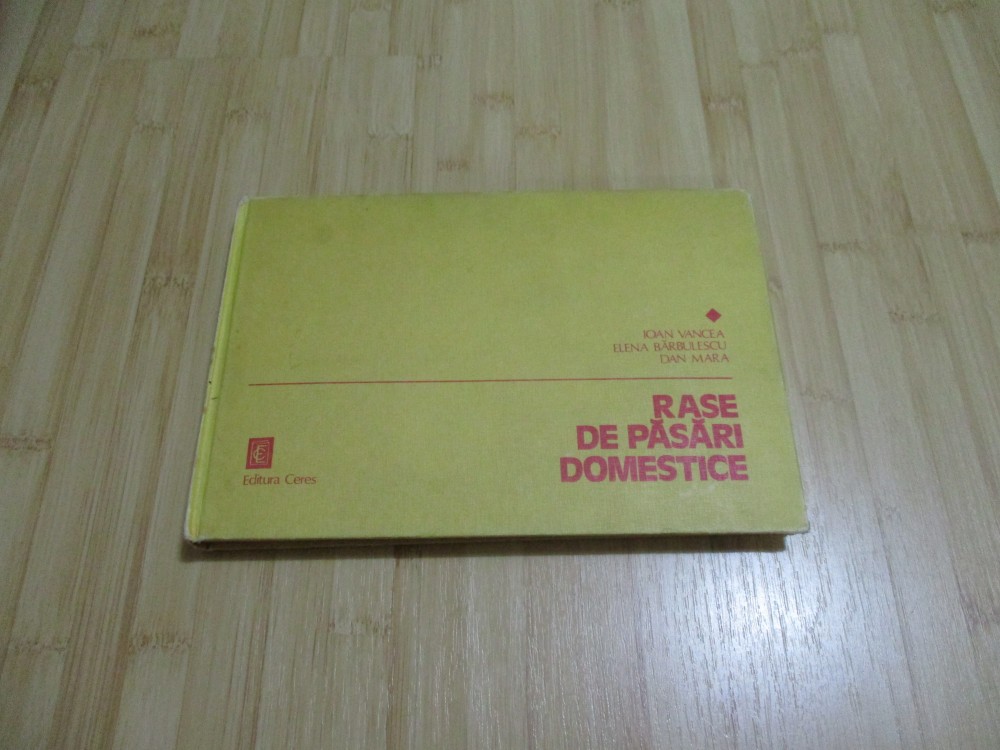 IOAN VANCEA
ELENA BĂRBULESCU
DAN MARA
RASE
DE PĂSĂRI
DOMESTICE
Editura Ceres